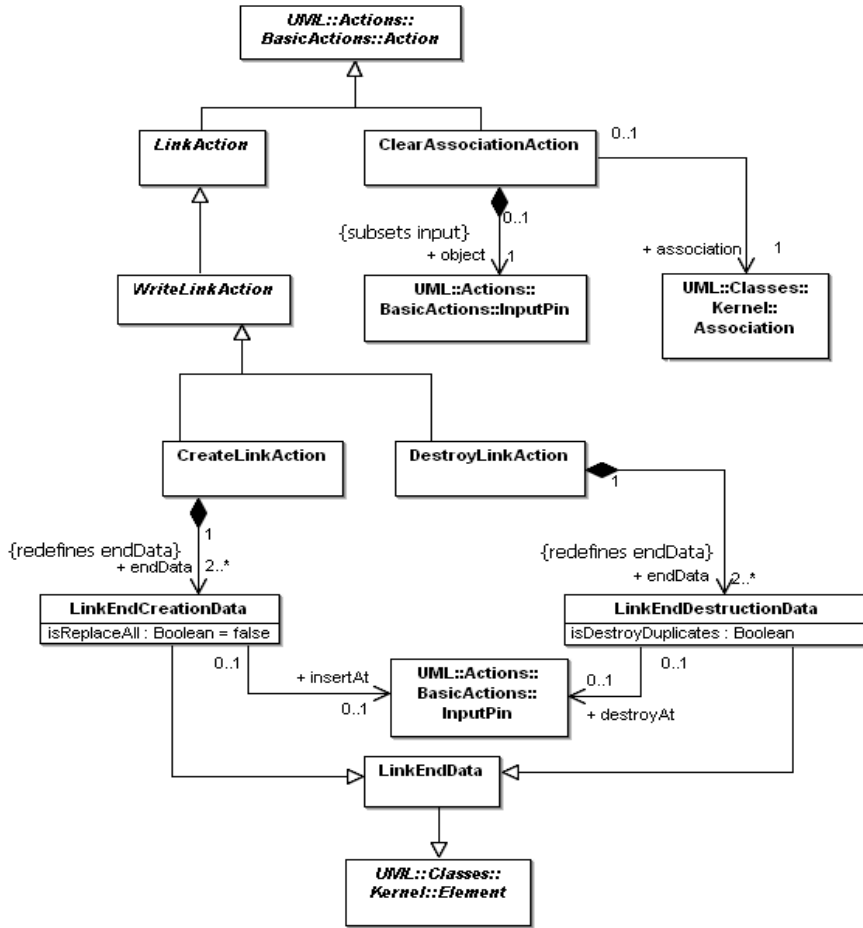 UML::Actions::
BasicActions::Action
LinkAction
ClearAssociationAction
0..1
0..1
{subsets input}
+ object
1
+ association
1
WriteLinkAction
UML::Actions::
BasicActions::InputPin
UML::Classes::
Kernel::
Association
CreateLinkAction
DestroyLinkAction
1
1
{redefines endData}
+ endData
2..*
{redefines endData}
+ endData
2..*
LinkEndCreationData
isReplaceAll : Boolean = false
LinkEndDestructionData
isDestroyDuplicates : Boolean
0..1
+ insertAt
0..1
UML::Actions::
BasicActions::
InputPin
0..1
0..1
+ destroyAt
LinkEndData
UML::Classes::
Kernel::Element